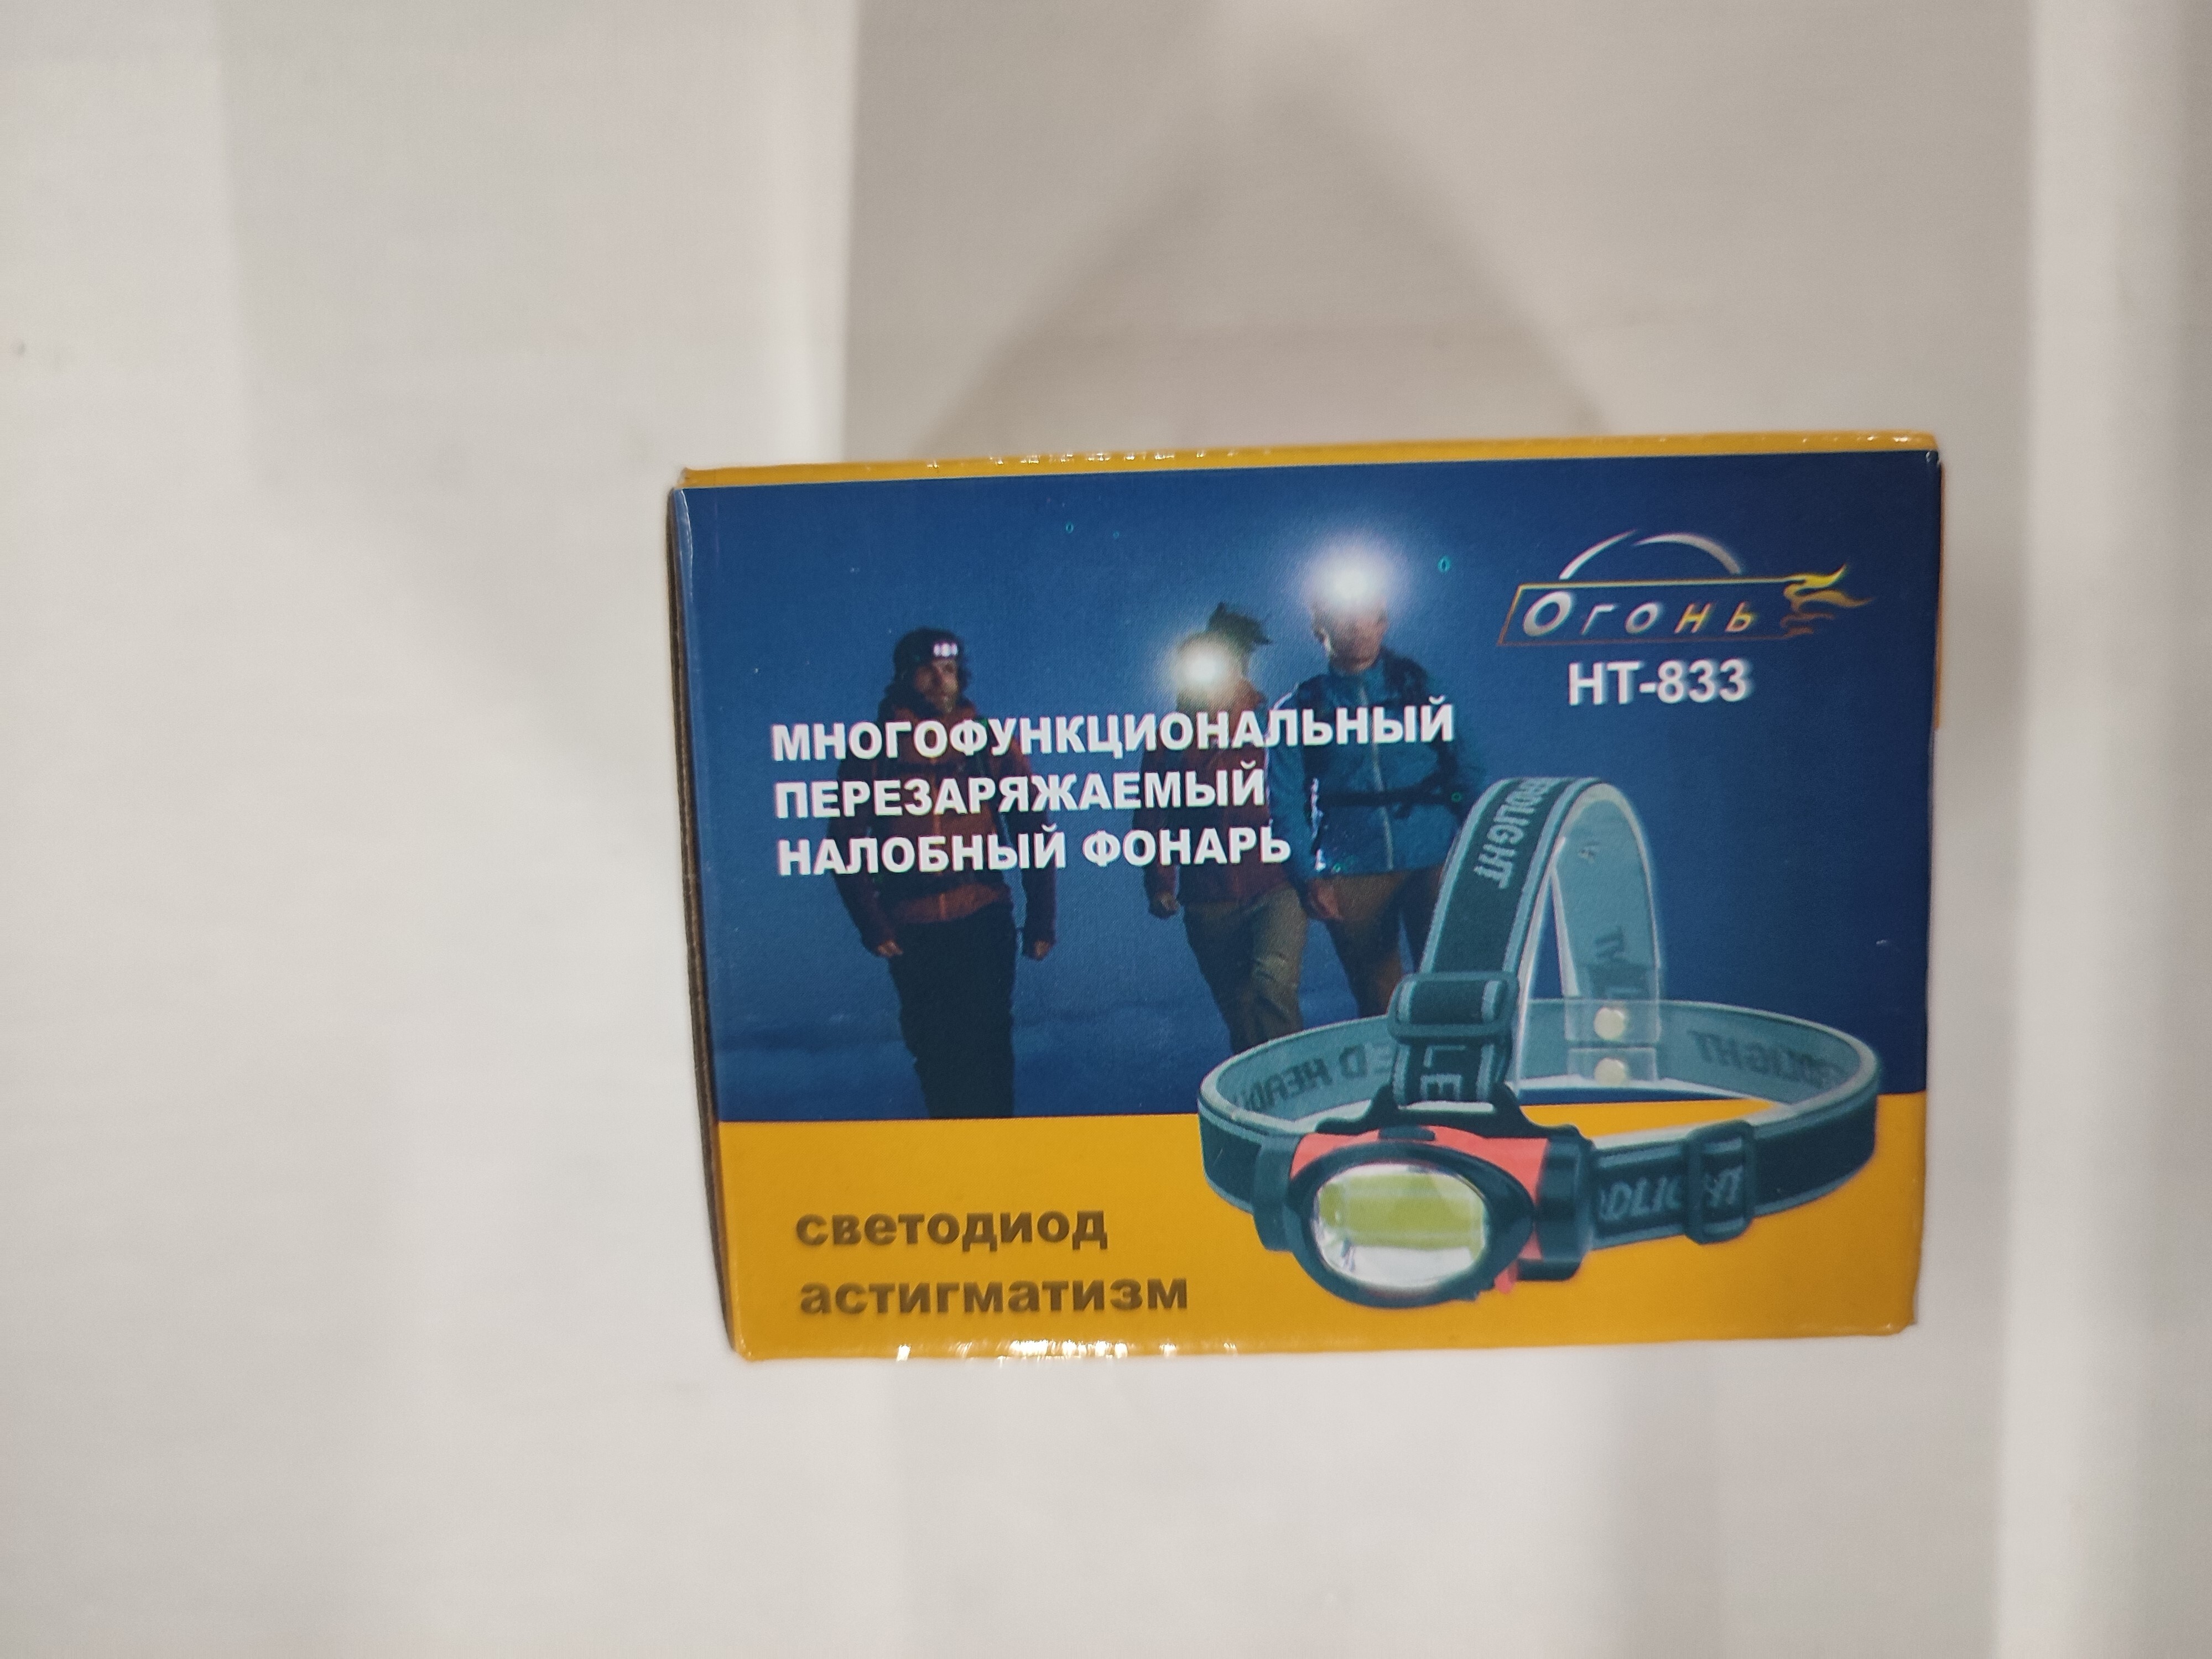 Огонь
HT-833
МНОГОФУНКЦИОНАЛЬНЫЙ
ПЕРЕЗАРЯЖАЕМЫЙ
НАЛОБНЫЙ ФОНАРЬ
светодиод
астигматизм